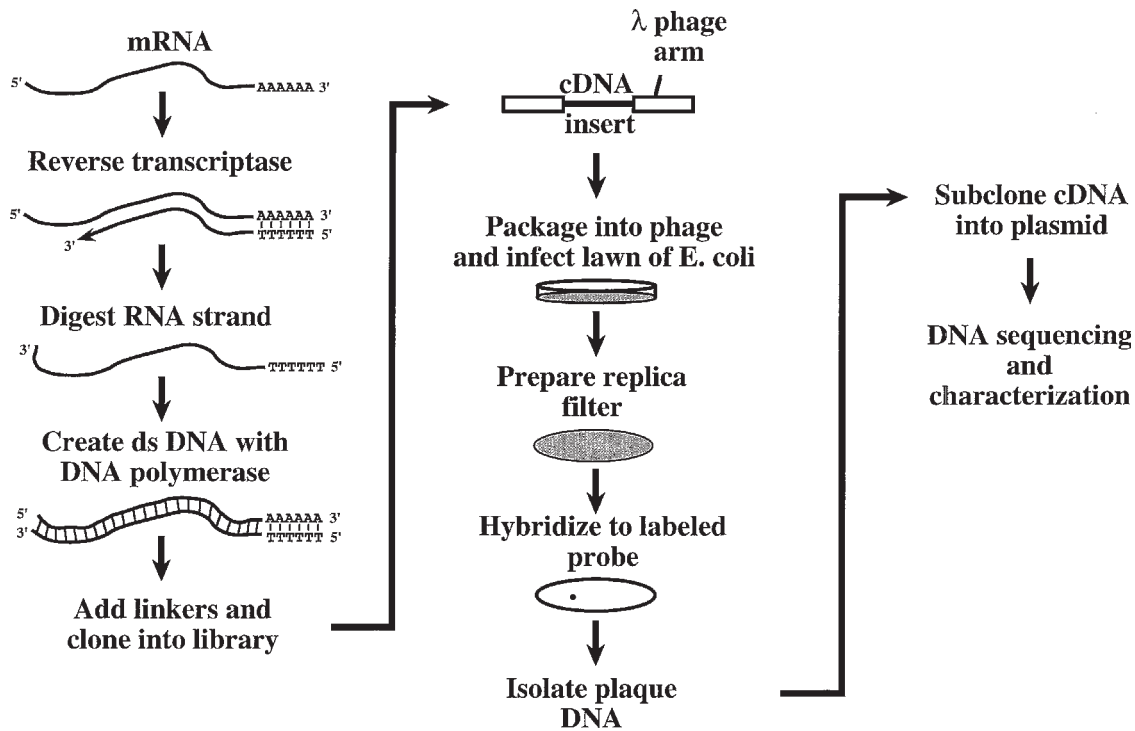 mRNA
5' AAAAAA 3'
Reverse transcriptase
5' AAAAAA 3'
3' TTTTTT 5'
Digest RNA strand
3' TTTTTT 5'
Create ds DNA with
DNA polymerase
5' AAAAAA 3'
3' TTTTTT 5'
Add linkers and
clone into library
λ phage
arm
cDNA
insert
Package into phage
and infect lawn of E. coli
Prepare replica
filter
Hybridize to labeled
probe
Isolate plaque
DNA
Subclone cDNA
into plasmid
DNA sequencing
and
characterization